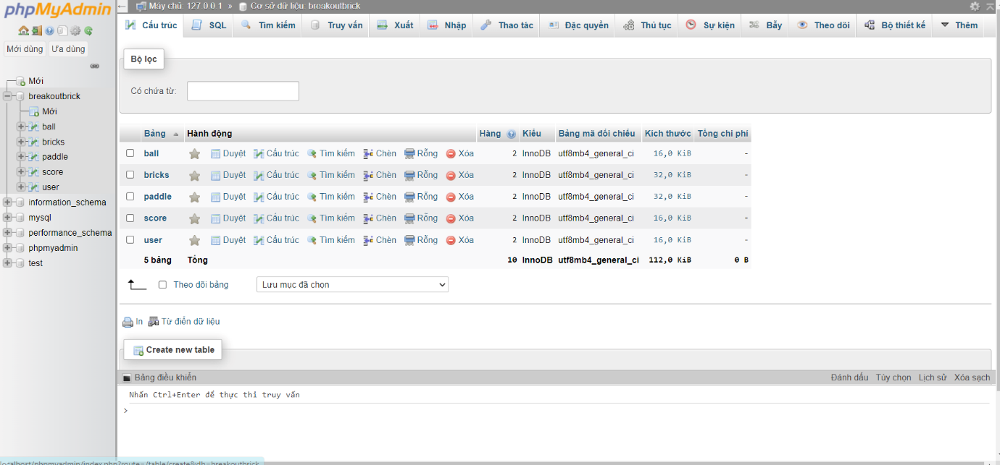 phpMyAdmin
Mới dùng Ưa dùng
Mới
breakoutbrick
Mới
ball
bricks
paddle
score
user
information_schema
mysql
performance_schema
phpmyadmin
test
Máy chủ: 127.0.0.1 » Cơ sở dữ liệu: breakoutbrick
Cấu trúc SQL Tìm kiếm Truy vấn Xuất Nhập Thao tác Đặc quyền Thủ tục Sự kiện Bẫy Theo dõi Bộ thiết kế Thêm
Bộ lọc
Có chứa từ:
Bảng Hành động Hàng Kiểu Bảng mã đối chiếu Kích thước Tổng chi phí
ball Duyệt Cấu trúc Tìm kiếm Chèn Rỗng Xóa 2 InnoDB utf8mb4_general_ci 16,0 KiB -
bricks Duyệt Cấu trúc Tìm kiếm Chèn Rỗng Xóa 2 InnoDB utf8mb4_general_ci 32,0 KiB -
paddle Duyệt Cấu trúc Tìm kiếm Chèn Rỗng Xóa 2 InnoDB utf8mb4_general_ci 32,0 KiB -
score Duyệt Cấu trúc Tìm kiếm Chèn Rỗng Xóa 2 InnoDB utf8mb4_general_ci 16,0 KiB -
user Duyệt Cấu trúc Tìm kiếm Chèn Rỗng Xóa 2 InnoDB utf8mb4_general_ci 16,0 KiB -
5 bảng Tổng 10 InnoDB utf8mb4_general_ci 112,0 KiB 0 B
Theo dõi bảng Lưu mục đã chọn
In Từ điển dữ liệu
Create new table
Bảng điều khiển Đánh dấu Tùy chọn Lịch sử Xóa sạch
Nhấn Ctrl+Enter để thực thi truy vấn
>
localhost/phpmyadmin/index.php?route=/table/create&db=breakoutbrick